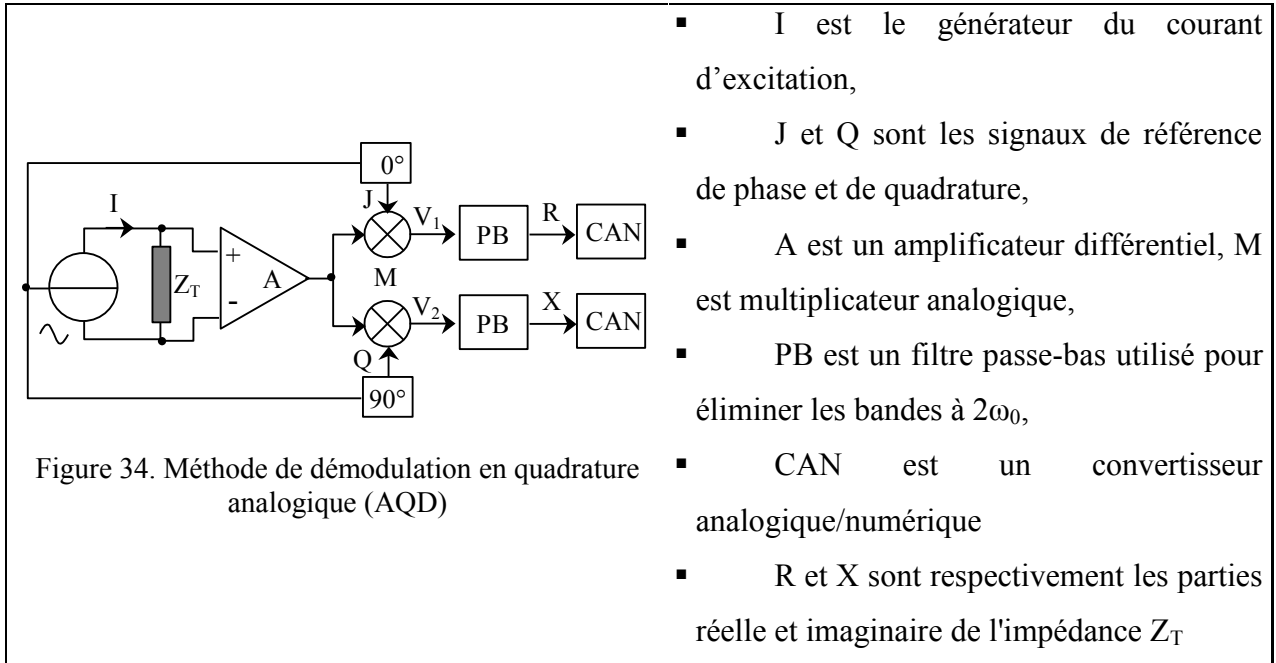 0°
I
J
V₁
R
PB
CAN
+
A
M
Z_T
-
V₂
X
PB
CAN
Q
90°
Figure 34. Méthode de démodulation en quadrature
analogique (AQD)
▪ I est le générateur du courant
d’excitation,
▪ J et Q sont les signaux de référence
de phase et de quadrature,
▪ A est un amplificateur différentiel, M
est multiplicateur analogique,
▪ PB est un filtre passe-bas utilisé pour
éliminer les bandes à 2ω₀,
▪ CAN est un convertisseur
analogique/numérique
▪ R et X sont respectivement les parties
réelle et imaginaire de l'impédance Z_T